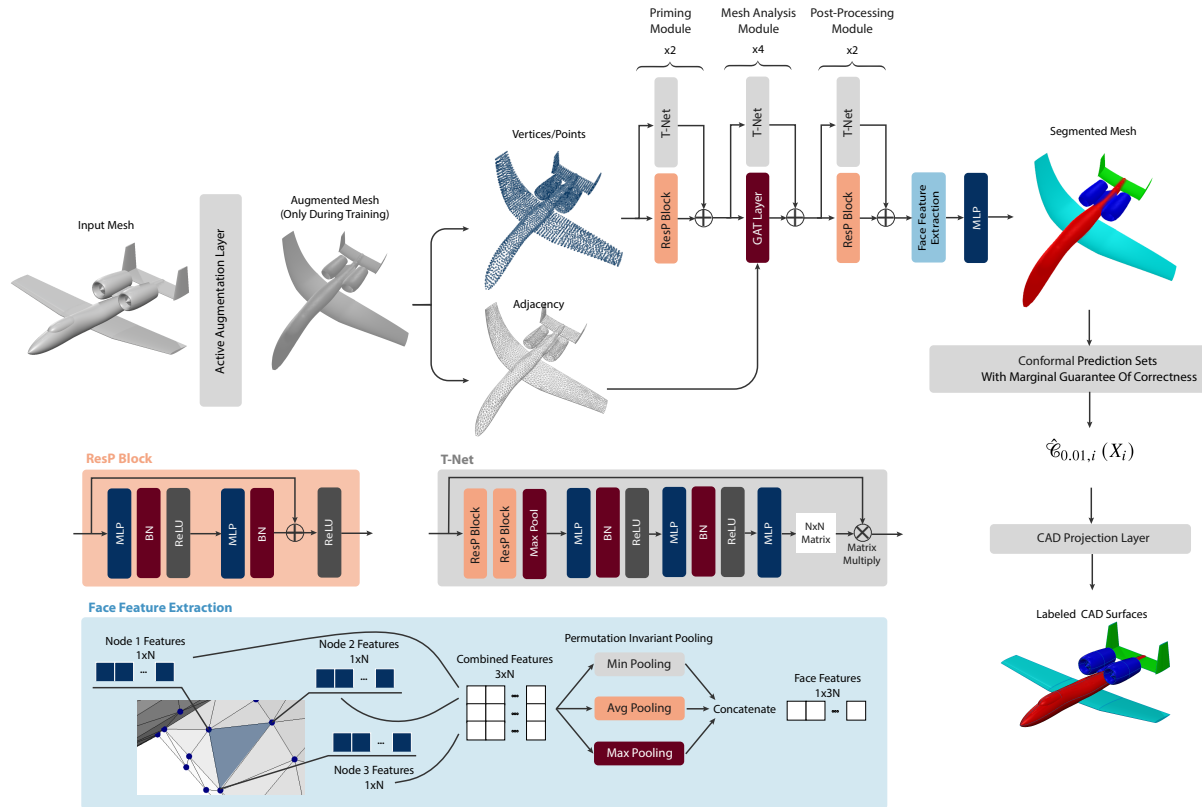 Priming
Module
x2
Mesh Analysis
Module
x4
Post-Processing
Module
x2
T-Net
T-Net
T-Net
ResP Block
GAT Layer
ResP Block
Face Feature
Extraction
MLP
Vertices/Points
Segmented Mesh
Input Mesh
Active Augmentation Layer
Augmented Mesh
(Only During Training)
Adjacency
Conformal Prediction Sets
With Marginal Guarantee Of Correctness
𝒞̂0.01,i (Xi)
CAD Projection Layer
Labeled CAD Surfaces
ResP Block
MLP
BN
ReLU
MLP
BN
ReLU
T-Net
ResP Block
ResP Block
Max Pool
MLP
BN
ReLU
MLP
BN
ReLU
MLP
NxN
Matrix
Matrix
Multiply
Face Feature Extraction
Node 1 Features
1xN
...
Node 2 Features
1xN
...
Node 3 Features
1xN
...
Combined Features
3xN
...
...
...
Permutation Invariant Pooling
Min Pooling
Avg Pooling
Max Pooling
Concatenate
Face Features
1x3N
...